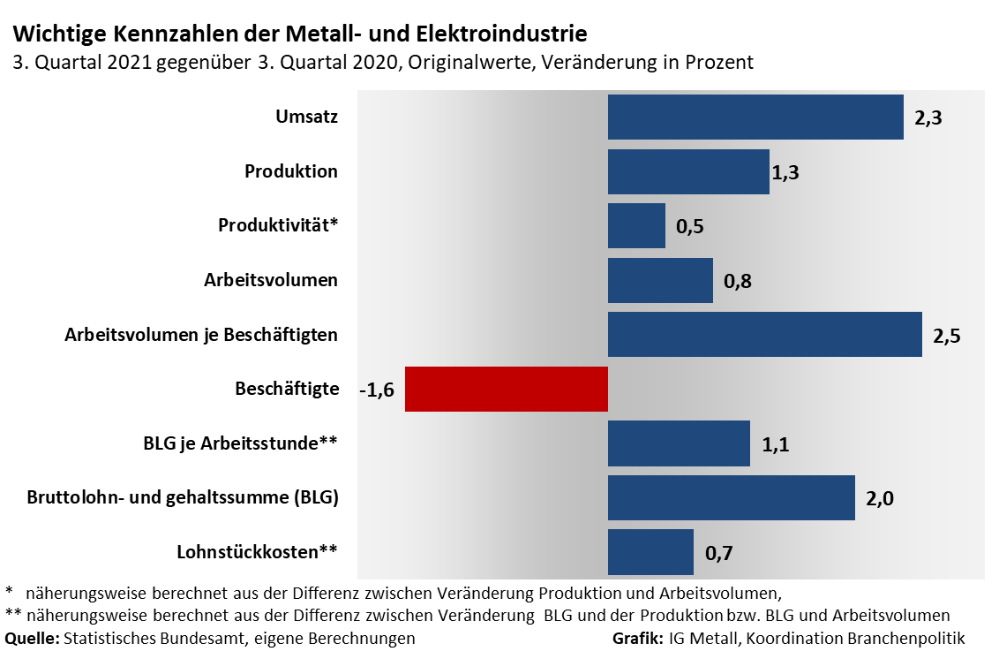 Wichtige Kennzahlen der Metall- und Elektroindustrie
3. Quartal 2021 gegenüber 3. Quartal 2020, Originalwerte, Veränderung in Prozent
Umsatz 2,3
Produktion 1,3
Produktivität* 0,5
Arbeitsvolumen 0,8
Arbeitsvolumen je Beschäftigten 2,5
Beschäftigte -1,6
BLG je Arbeitsstunde** 1,1
Bruttolohn- und gehaltssumme (BLG) 2,0
Lohnstückkosten** 0,7
* näherungsweise berechnet aus der Differenz zwischen Veränderung Produktion und Arbeitsvolumen,
** näherungsweise berechnet aus der Differenz zwischen Veränderung BLG und der Produktion bzw. BLG und Arbeitsvolumen
Quelle: Statistisches Bundesamt, eigene Berechnungen Grafik: IG Metall, Koordination Branchenpolitik